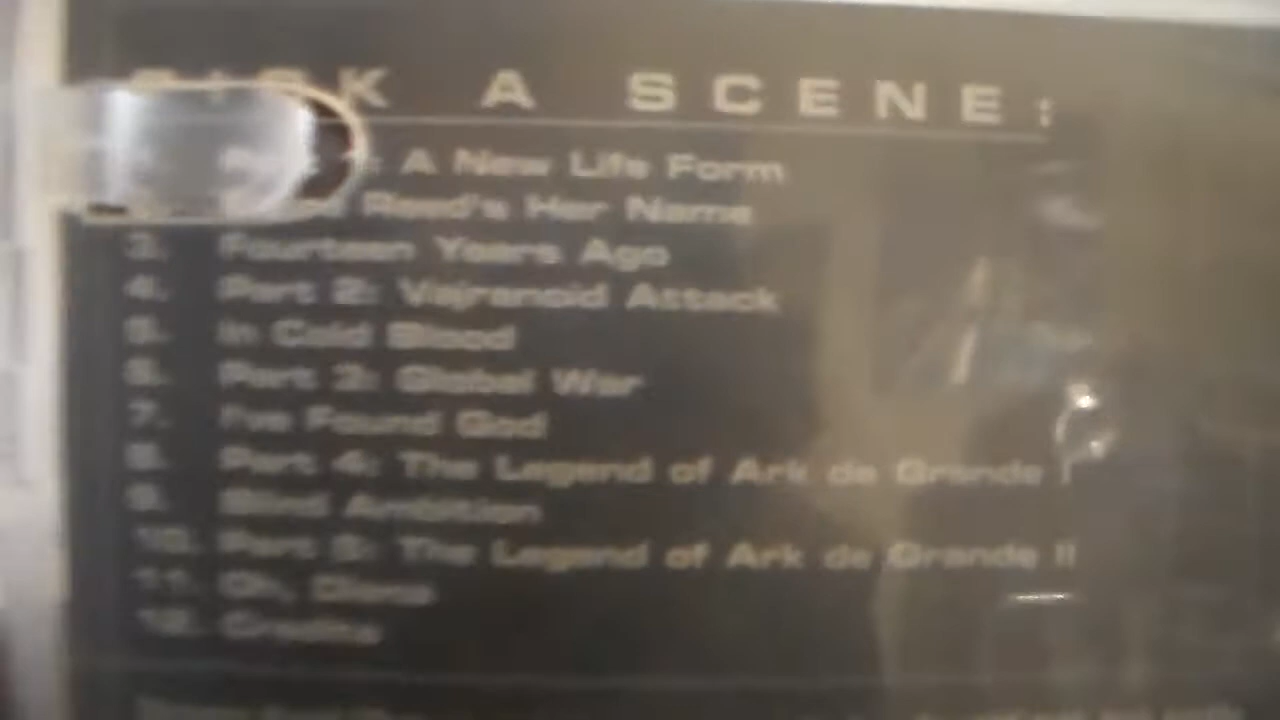 PICK A SCENE:
A New Life Form
Reed's Her Name
3. Fourteen Years Ago
4. Part 2: Vajranoid Attack
5. In Cold Blood
6. Part 3: Global War
7. I've Found God
8. Part 4: The Legend of Ark de Grande I
9. Blind Ambition
10. Part 5: The Legend of Ark de Grande II
11. Oh, Diana
12. Credits